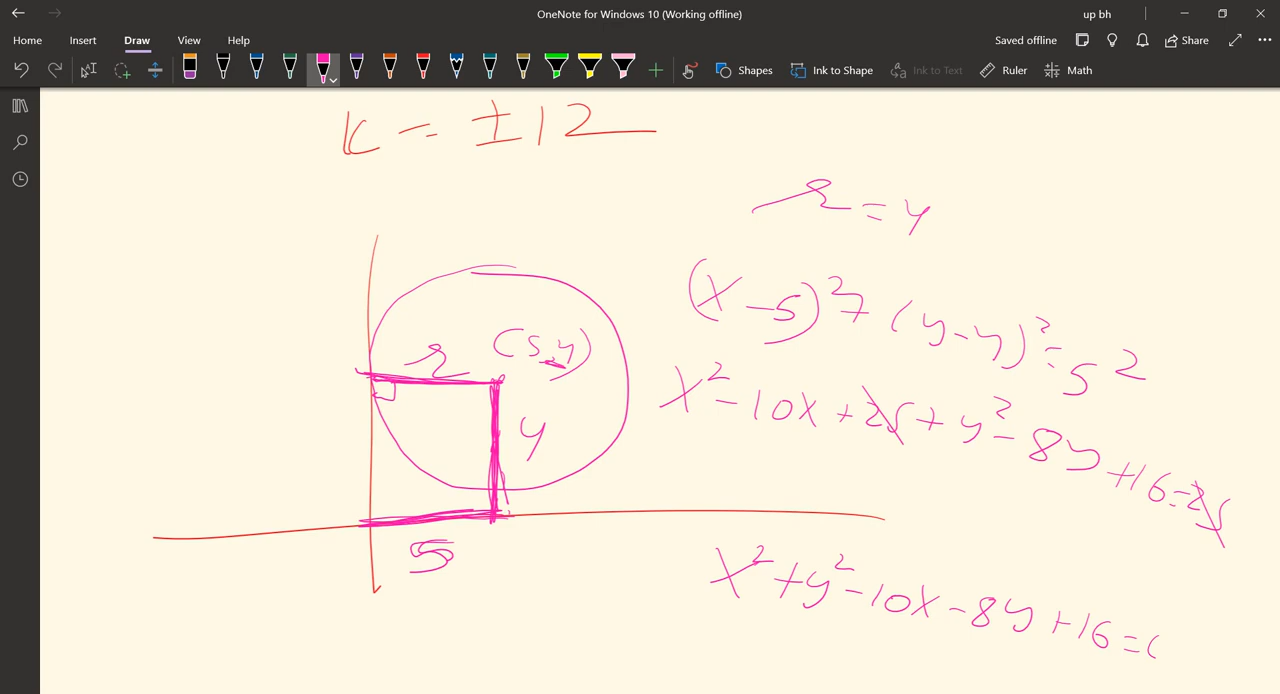 OneNote for Windows 10 (Working offline)
up bh
Home Insert Draw View Help
Saved offline
Share
Shapes
Ink to Shape
Ink to Text
Ruler
Math
k = ±12
r = 4
(x-5)² + (y-4)² = 5²
x² - 10x + 25 + y² - 8y + 16 = 25
x² + y² - 10x - 8y + 16 = 0
(5,4)
r
4
5